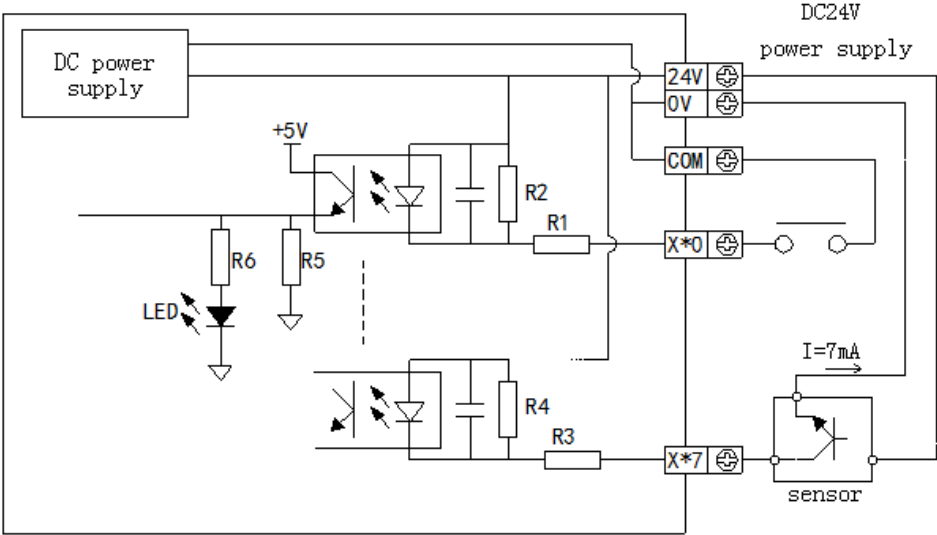 DC24V
power supply
DC power
supply
24V
0V
+5V
COM
R2
R1
X*0
R6
R5
LED
I=7mA
R4
R3
X*7
sensor